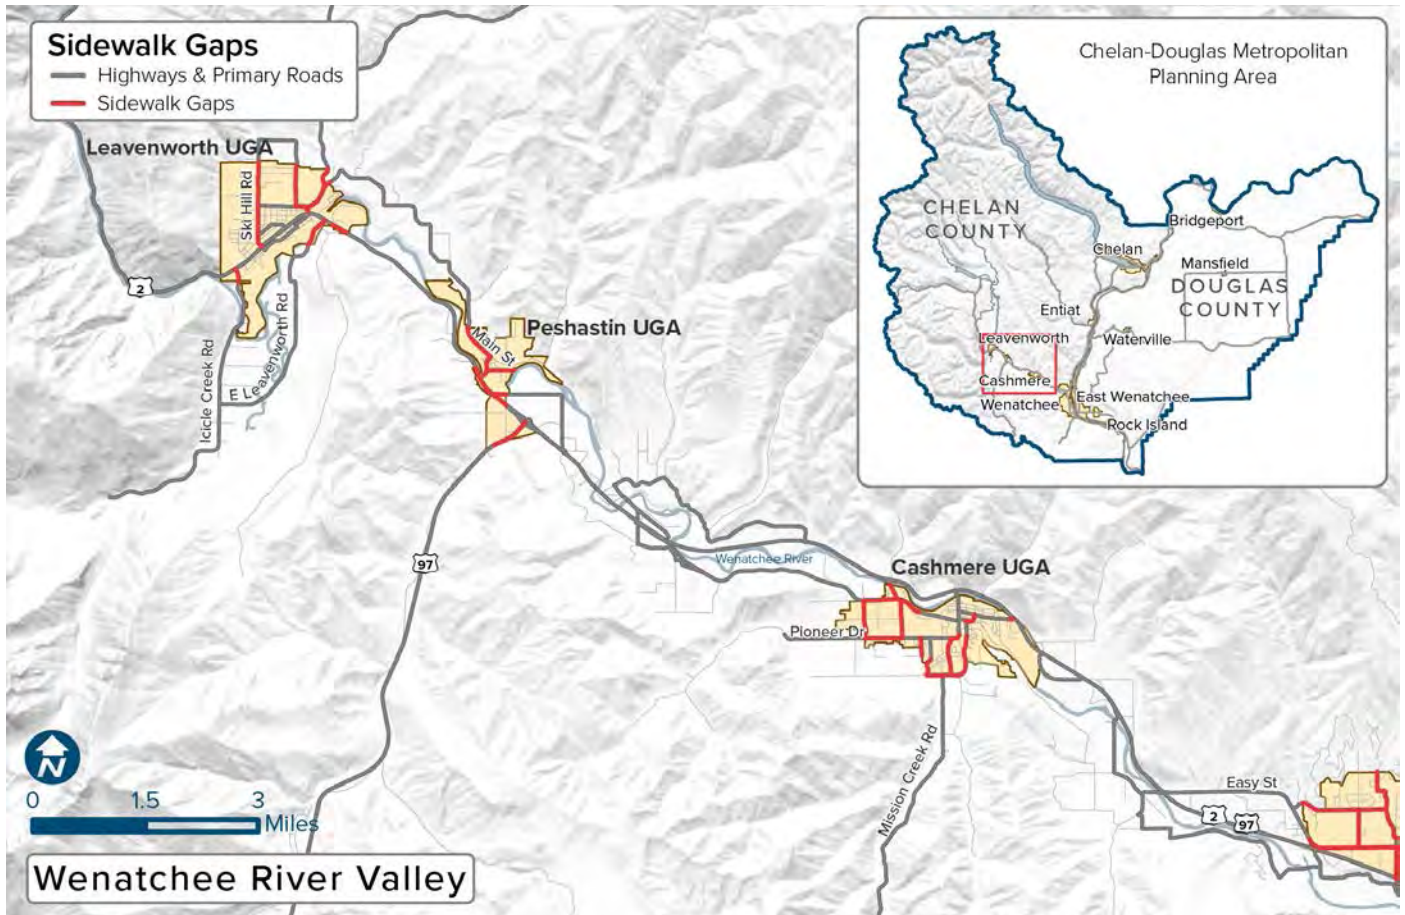 Sidewalk Gaps
Highways & Primary Roads
Sidewalk Gaps
Chelan-Douglas Metropolitan
Planning Area
CHELAN
COUNTY
Bridgeport
Chelan
Mansfield
DOUGLAS
COUNTY
Entiat
Waterville
Leavenworth
Cashmere
Wenatchee
East Wenatchee
Rock Island
Leavenworth UGA
Ski Hill Rd
2
Icicle Creek Rd
E Leavenworth Rd
Peshastin UGA
Main St
97
Wenatchee River
Cashmere UGA
Pioneer Dr
Mission Creek Rd
Easy St
2
97
N
0 1.5 3
Miles
Wenatchee River Valley